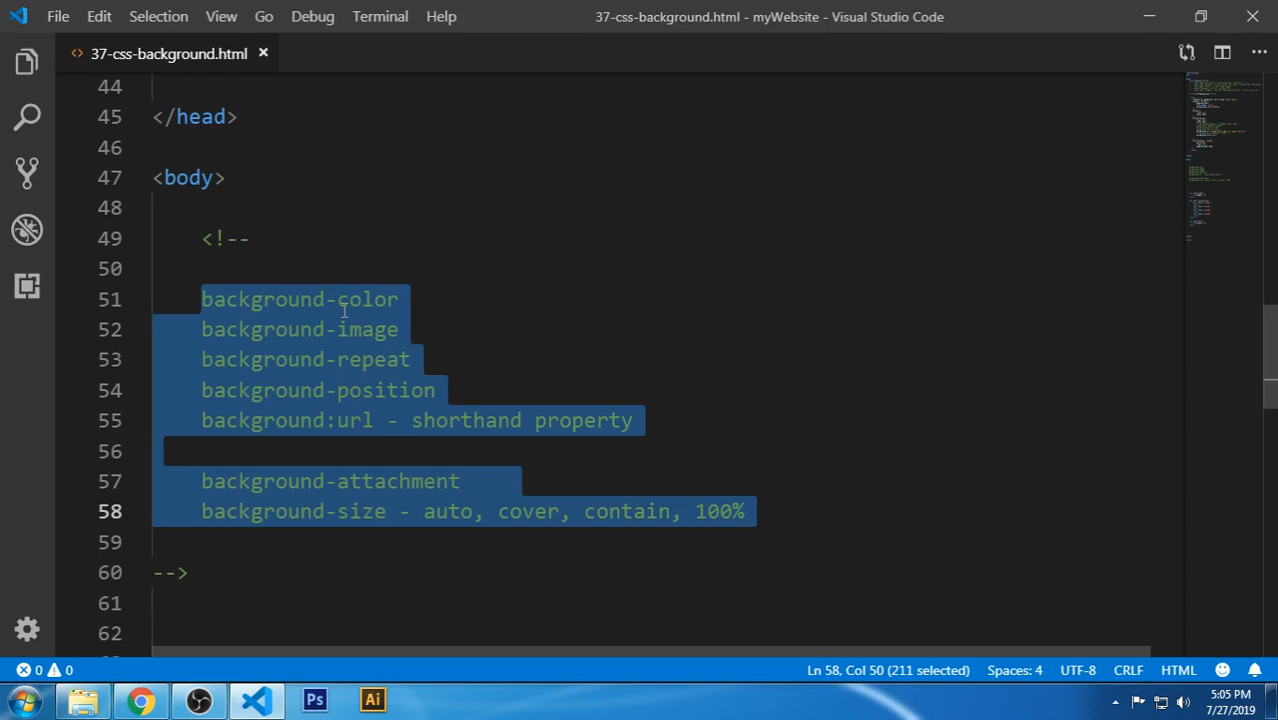 File Edit Selection View Go Debug Terminal Help 37-css-background.html - myWebsite - Visual Studio Code
37-css-background.html
44
45 </head>
46
47 <body>
48
49 <!--
50
51 background-color
52 background-image
53 background-repeat
54 background-position
55 background:url - shorthand property
56
57 background-attachment
58 background-size - auto, cover, contain, 100%
59
60 -->
61
62
0 0 Ln 58, Col 50 (211 selected) Spaces: 4 UTF-8 CRLF HTML
Ps Ai 5:05 PM
7/27/2019